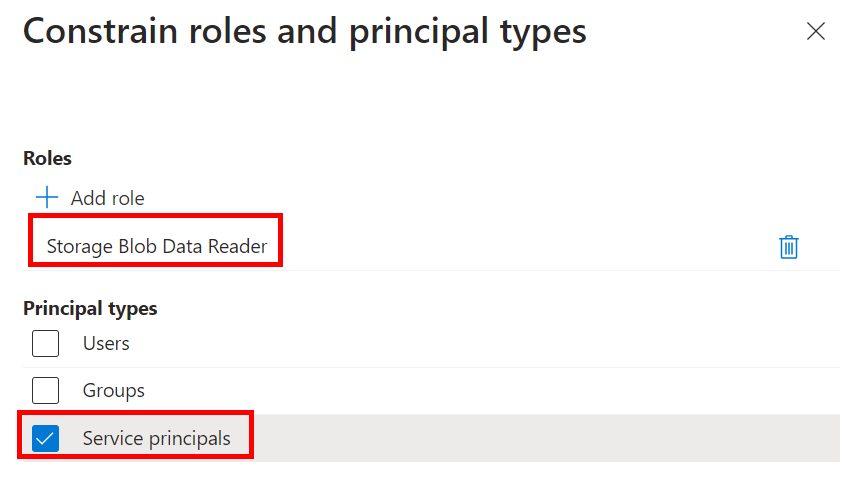 Constrain roles and principal types
Roles
Add role
Storage Blob Data Reader
Principal types
Users
Groups
Service principals